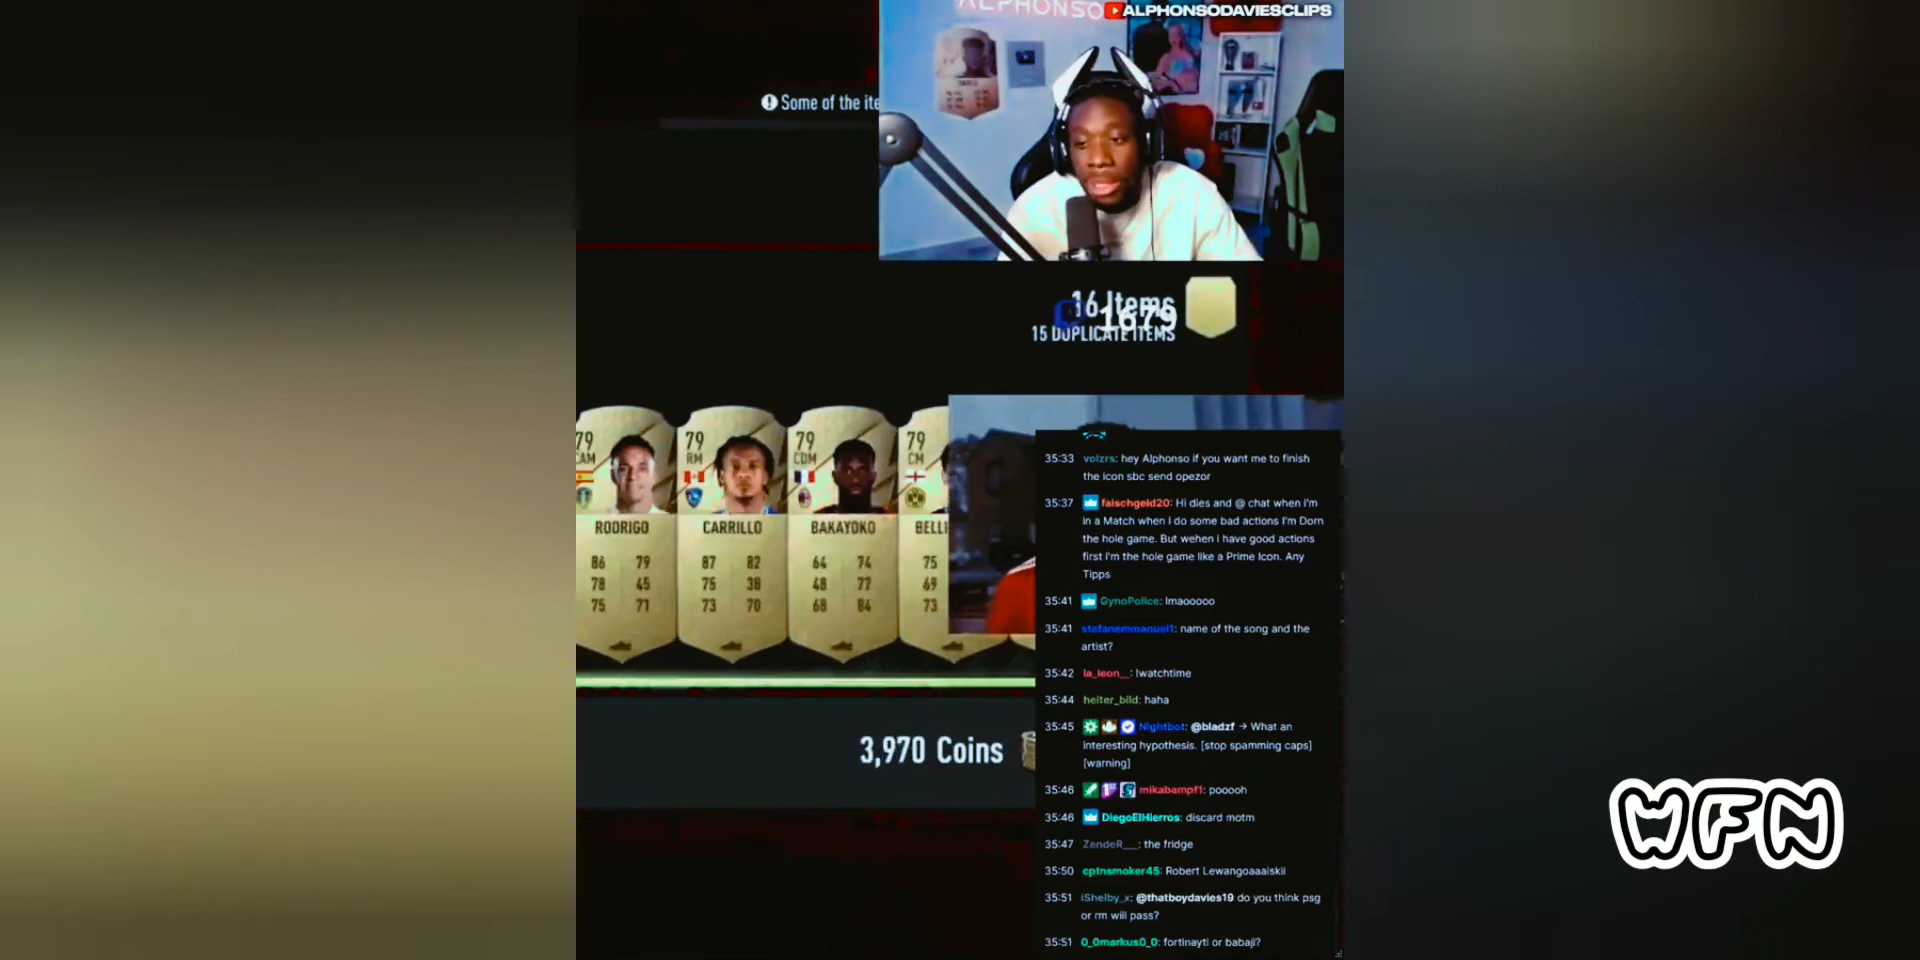 ALPHONSO
ALPHONSODAVIESCLIPS
Some of the ite
16 Items
1679
15 DUPLICATE ITEMS
79 79 79 79
CAM RM CDM CM
RODRIGO CARRILLO BAKAYOKO BELLI
86 79 87 82 64 74 75
78 45 75 38 48 77 69
75 71 73 70 68 84 73
3,970 Coins
35:33 volzrs: hey Alphonso if you want me to finish
the icon sbc send opezor
35:37 falschgeld20: Hi dies and @ chat when i'm
in a Match when I do some bad actions I'm Dorn
the hole game. But wehen i have good actions
first i'm the hole game like a Prime Icon. Any
Tipps
35:41 GynoPolice: lmaooooo
35:41 stefanemmanuel1: name of the song and the
artist?
35:42 la_leon__: !watchtime
35:44 heiter_bild: haha
35:45 Nightbot: @bladzf → What an
interesting hypothesis. [stop spamming caps]
[warning]
35:46 mikabampf1: pooooh
35:46 DiegoElHierros: discard motm
35:47 ZendeR___: the fridge
35:50 cptnsmoker45: Robert Lewangoaaalskii
35:51 iShelby_x: @thatboydavies19 do you think psg
or rm will pass?
35:51 0_0markus0_0: fortinayti or babaji?
WFN